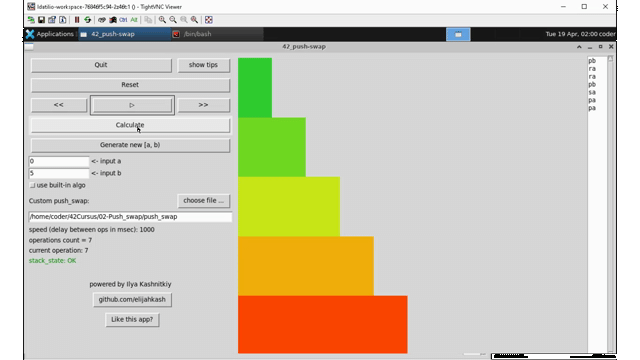 ldatilio-workspace-76846f5c94-2z46t:1 () - TightVNC Viewer
Ctrl Alt
Applications
42_push-swap
/bin/bash
Tue 19 Apr, 02:00 coder
42_push-swap
Quit
show tips
Reset
<<
>>
Calculate
Generate new [a, b)
0 <- input a
5 <- input b
use built-in algo
Custom push_swap:
choose file ...
/home/coder/42Cursus/02-Push_swap/push_swap
speed (delay between ops in msec): 1000
operations count = 7
current operation: 7
stack_state: OK
powered by Ilya Kashnitkiy
github.com/elijahkash
Like this app?
pb
ra
ra
pb
sa
pa
pa